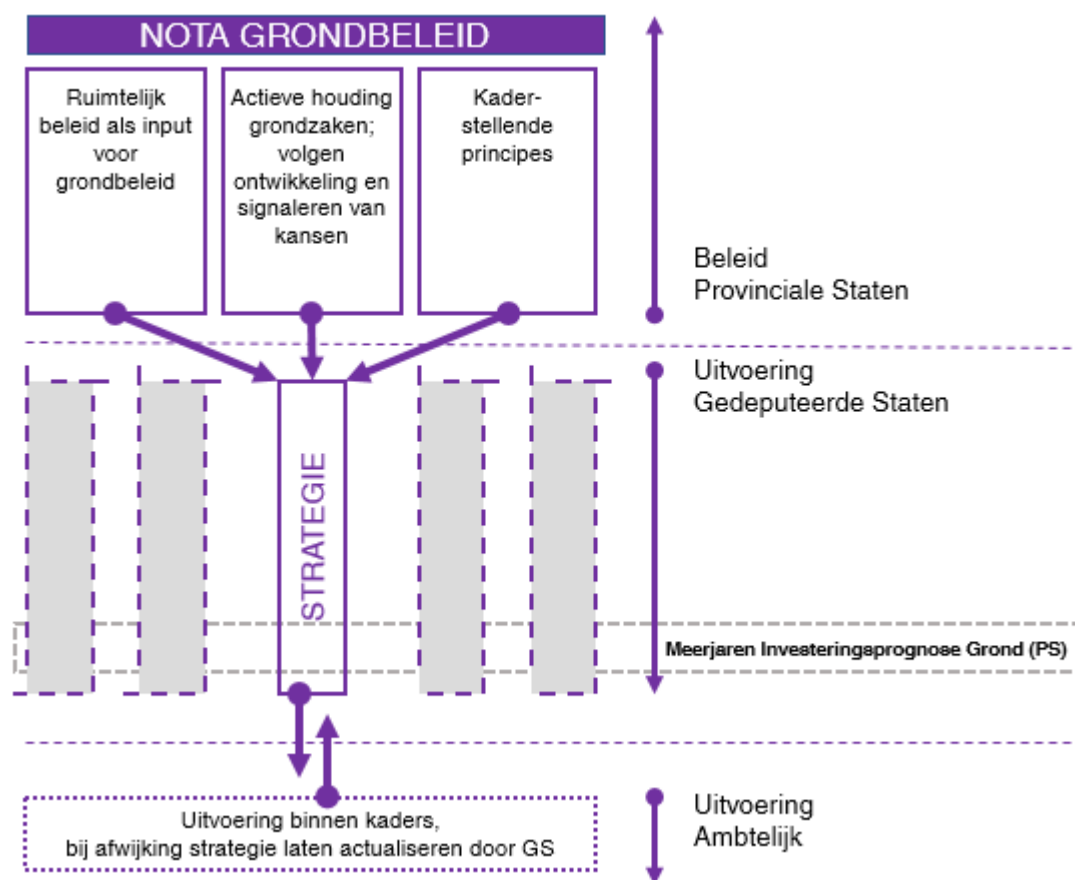 NOTA GRONDBELEID
Ruimtelijk
beleid als input
voor
grondbeleid
Actieve houding
grondzaken;
volgen
ontwikkeling en
signaleren van
kansen
Kader-
stellende
principes
Beleid
Provinciale Staten
Uitvoering
Gedeputeerde Staten
STRATEGIE
Meerjaren Investeringsprognose Grond (PS)
Uitvoering binnen kaders,
bij afwijking strategie laten actualiseren door GS
Uitvoering
Ambtelijk